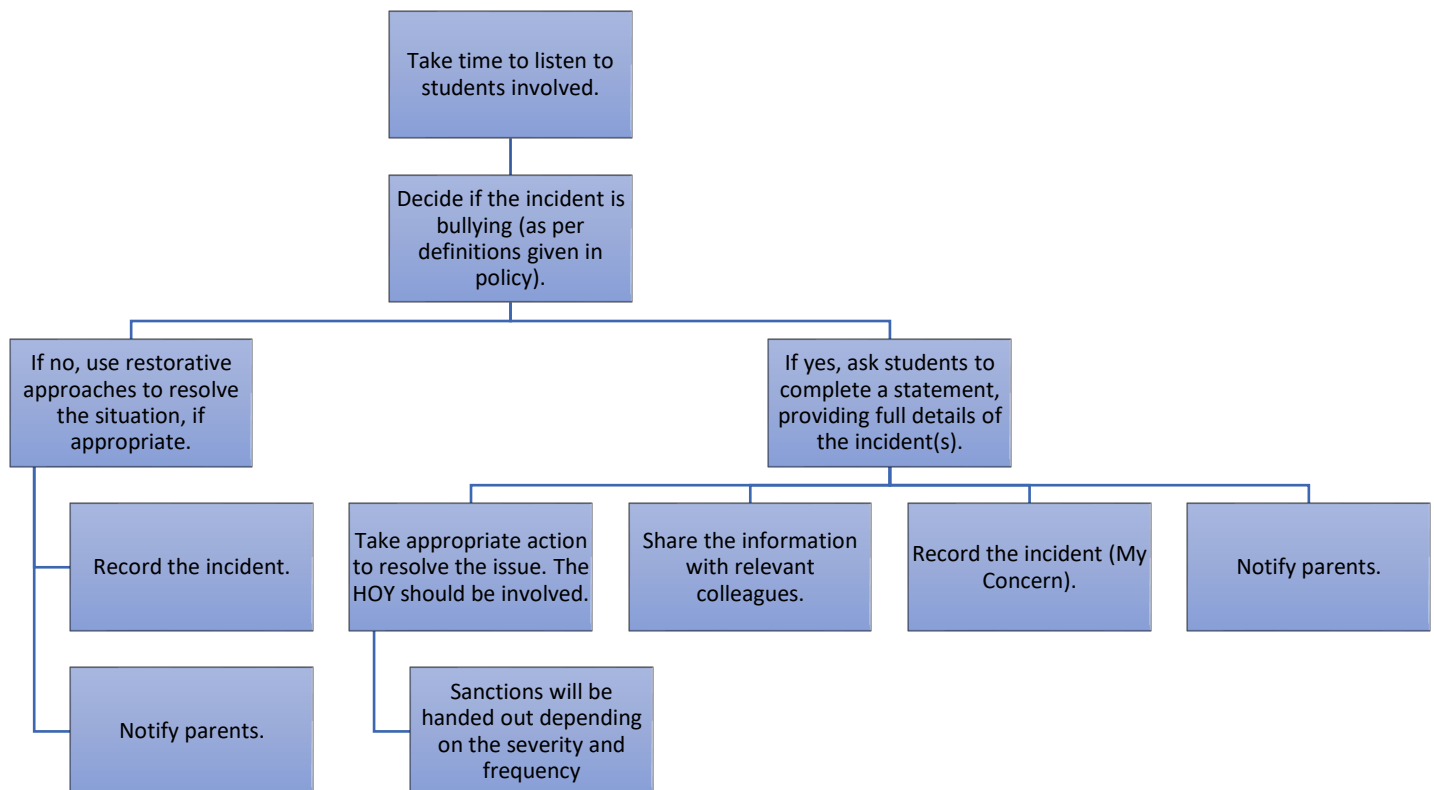 Take time to listen to
students involved.
Decide if the incident is
bullying (as per
definitions given in
policy).
If no, use restorative
approaches to resolve
the situation, if
appropriate.
If yes, ask students to
complete a statement,
providing full details of
the incident(s).
Record the incident.
Notify parents.
Take appropriate action
to resolve the issue. The
HOY should be involved.
Sanctions will be
handed out depending
on the severity and
frequency
Share the information
with relevant
colleagues.
Record the incident (My
Concern).
Notify parents.